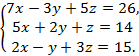 7x − 3y + 5z = 26,
5x + 2y + z = 14
2x − y + 3z = 15.